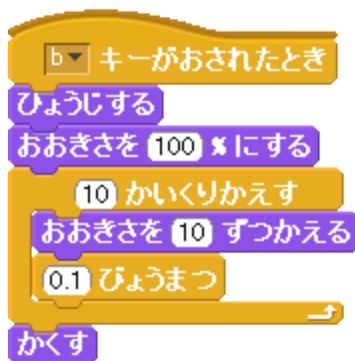 b キーがおされたとき
ひょうじする
おおきさを 100 % にする
10 かいくりかえす
おおきさを 10 ずつかえる
0.1 びょうまつ
かくす